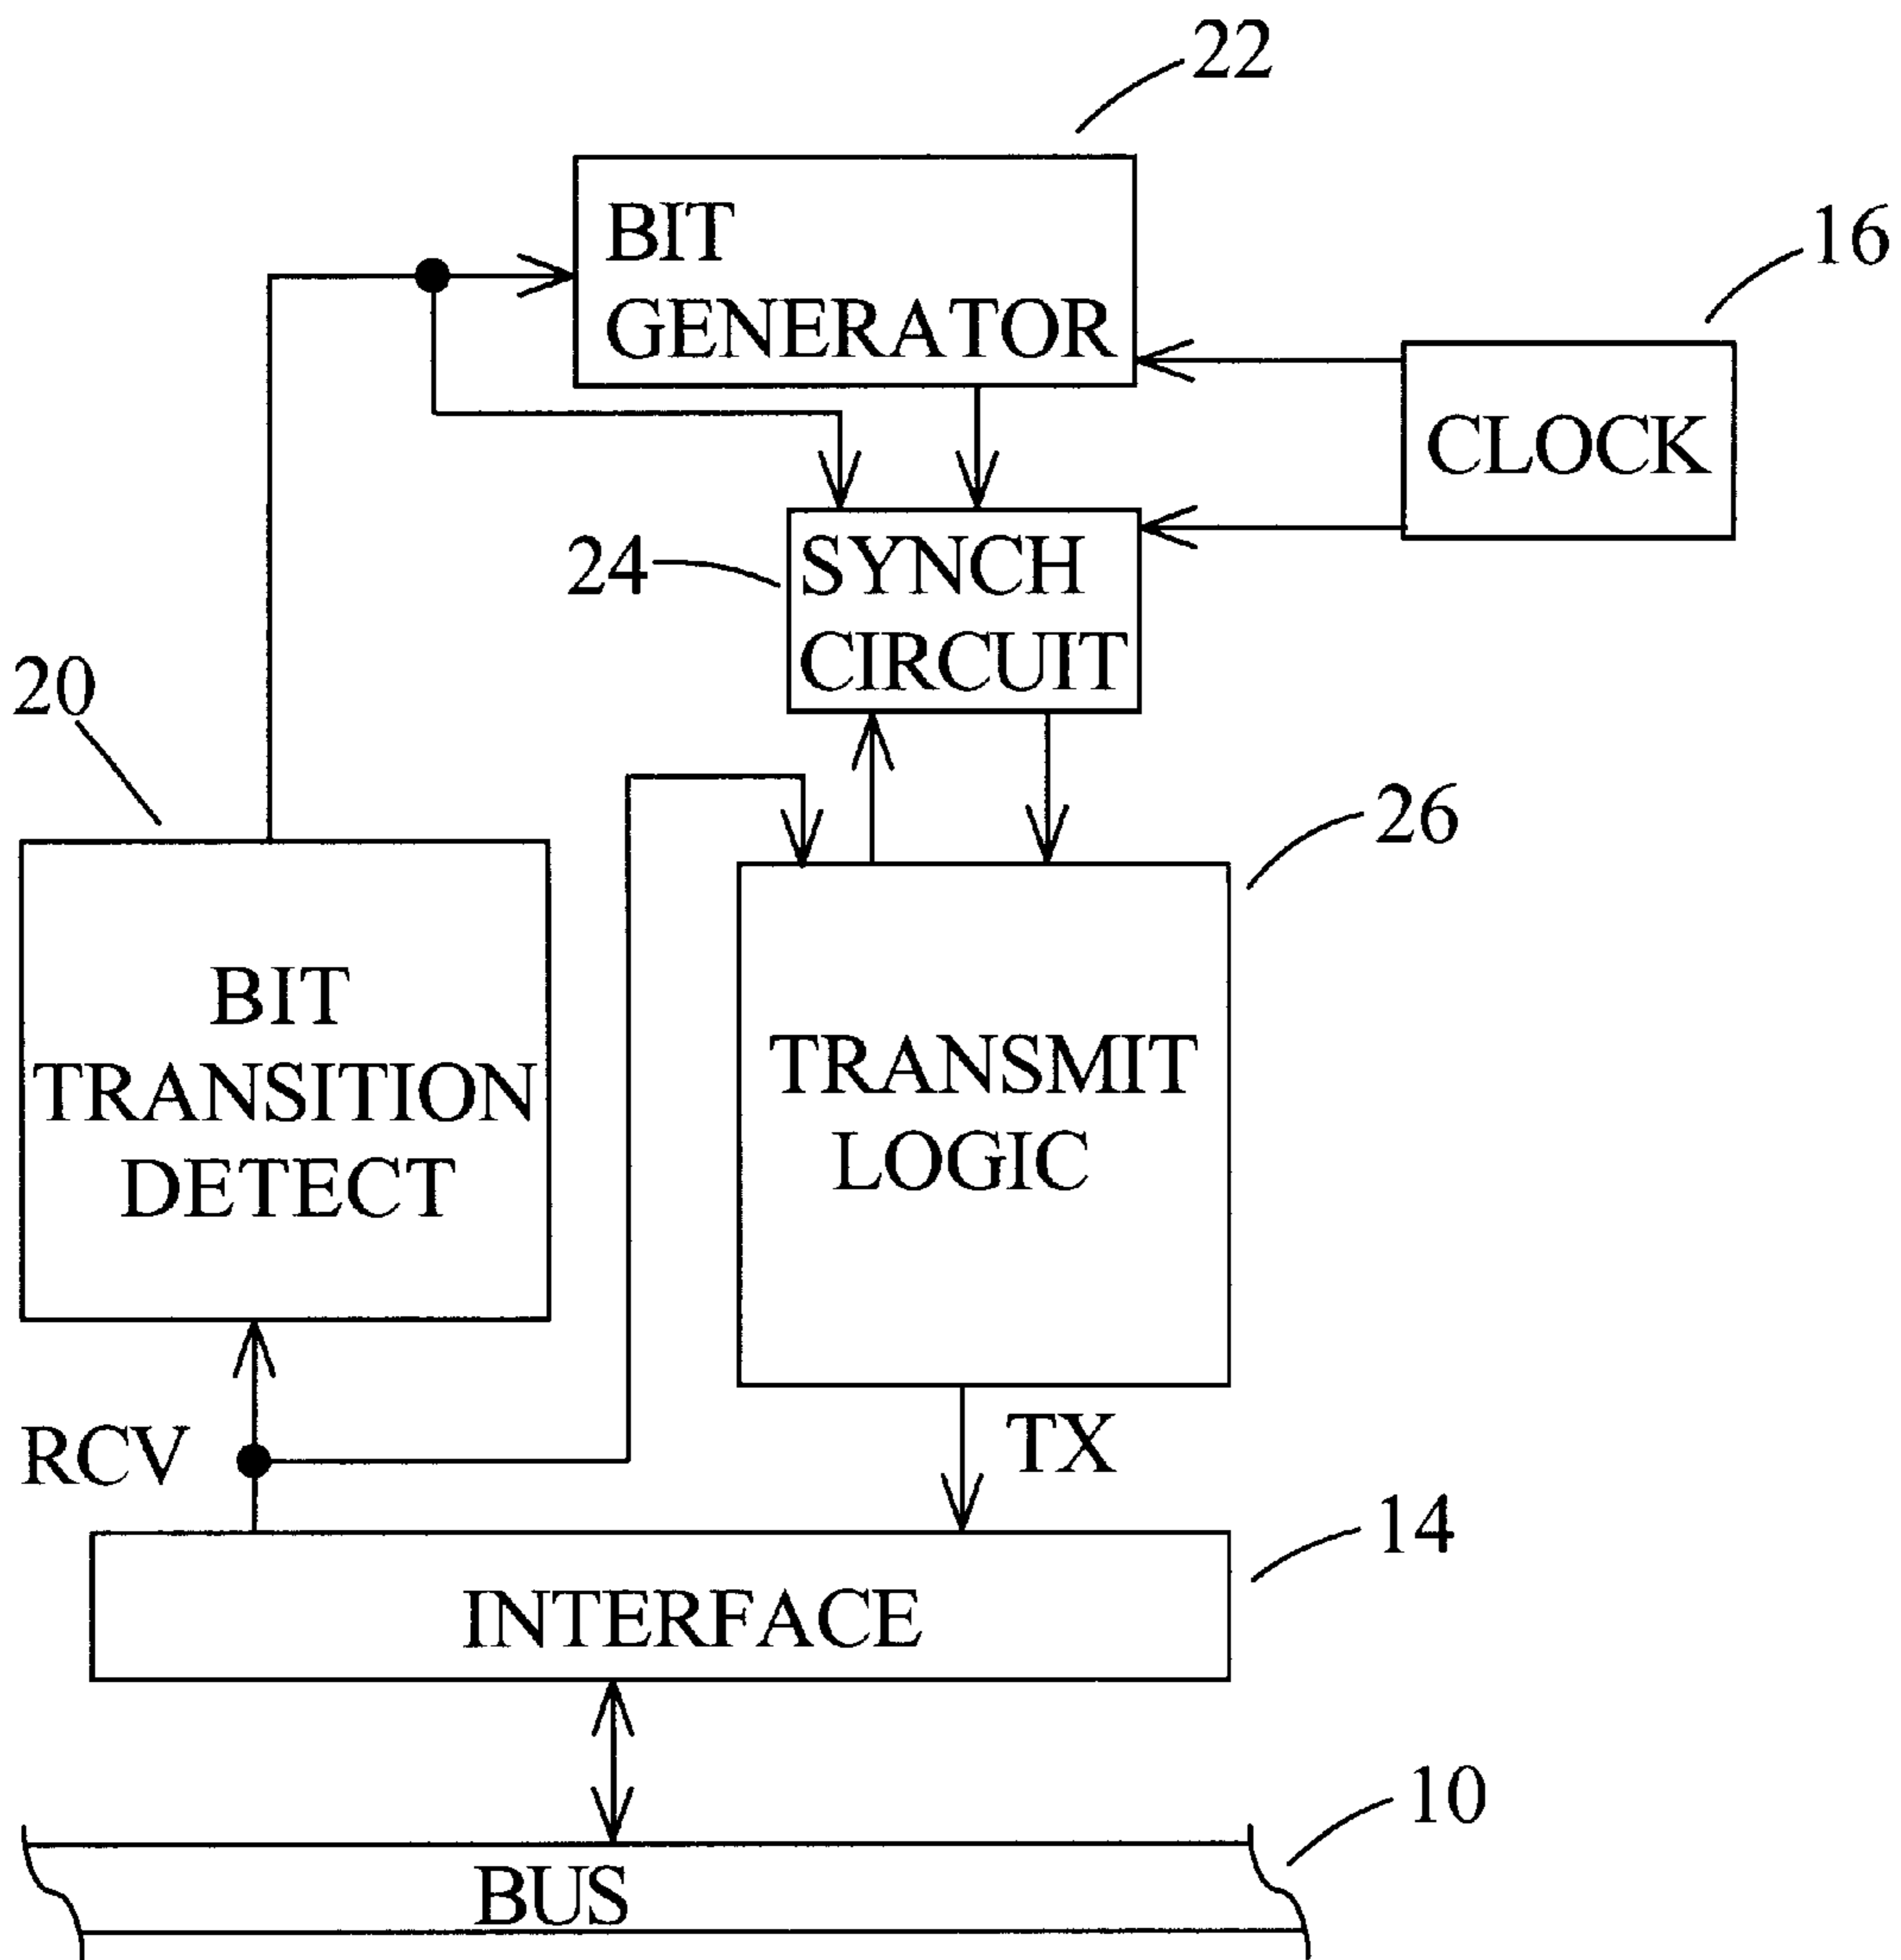 22
BIT
GENERATOR
16
CLOCK
24
SYNCH
CIRCUIT
20
26
BIT
TRANSITION
DETECT
TRANSMIT
LOGIC
RCV
TX
14
INTERFACE
10
BUS